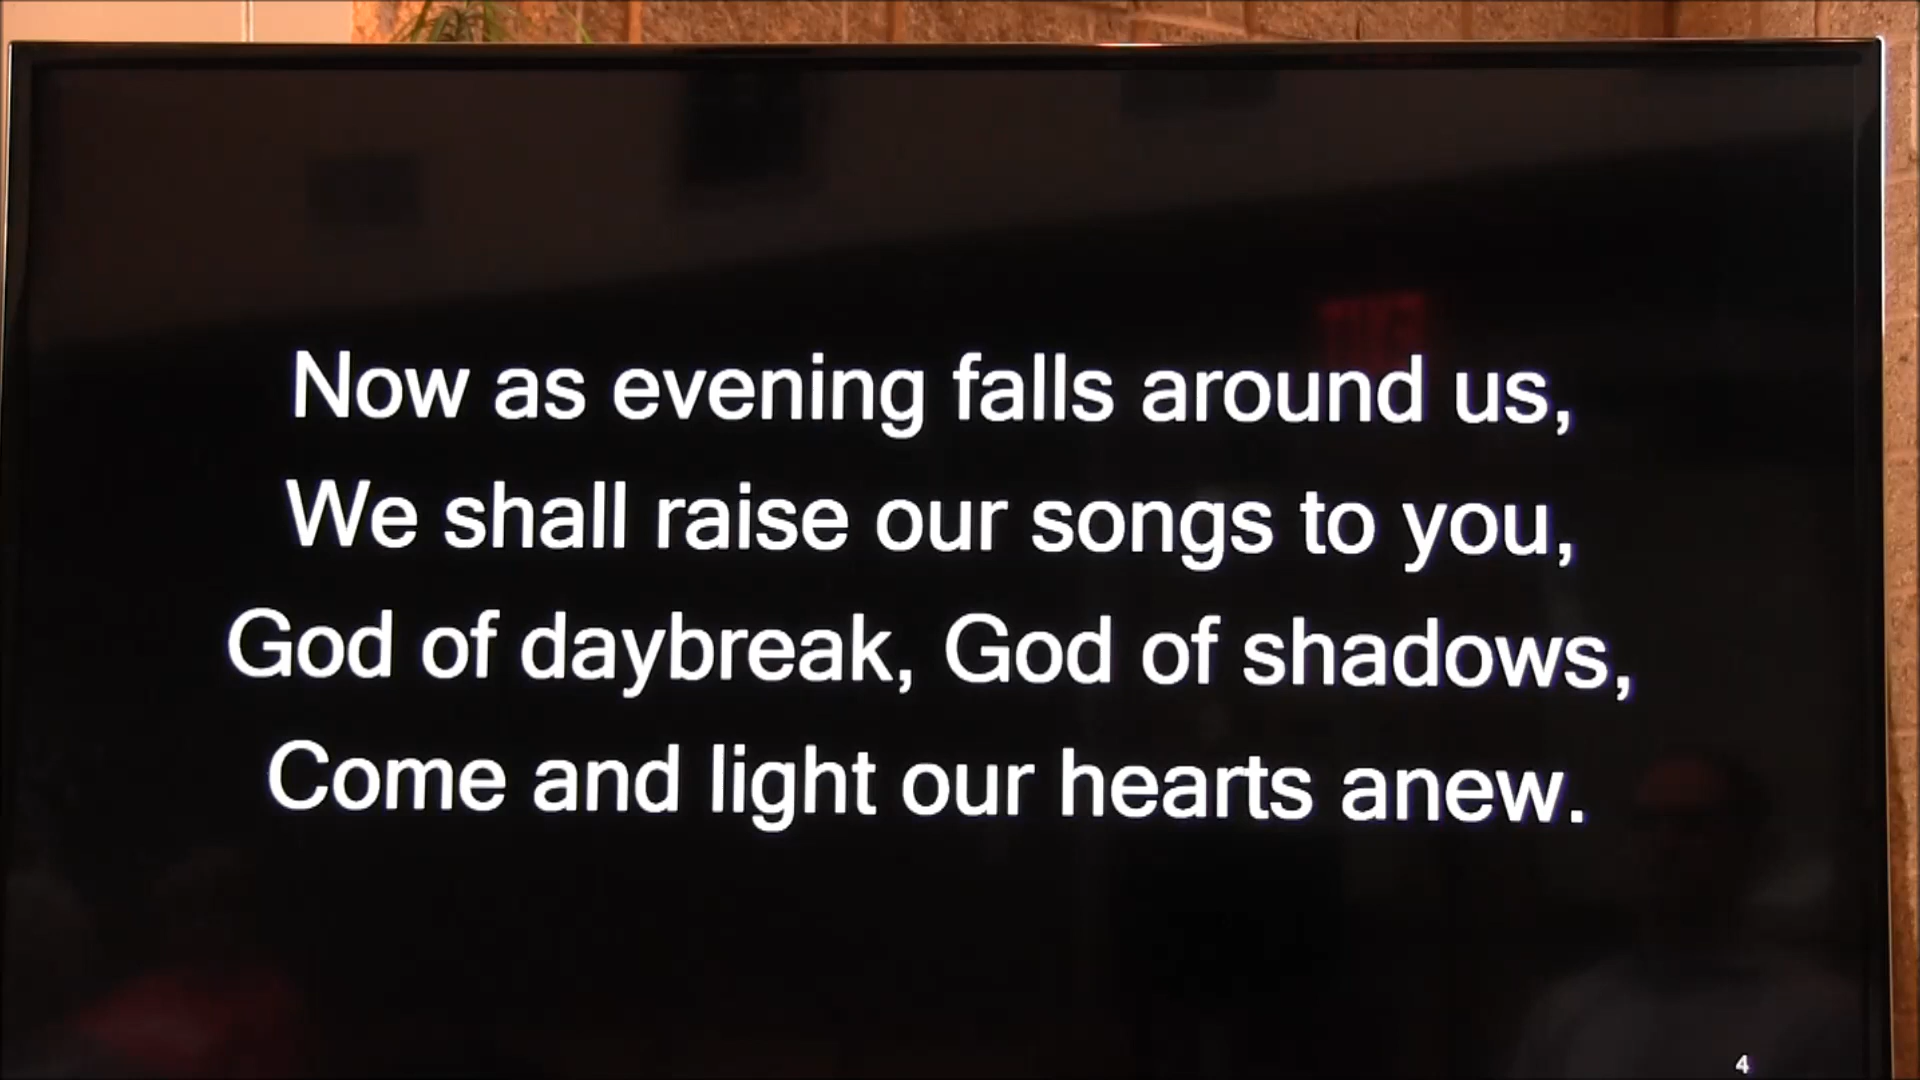 Now as evening falls around us,
We shall raise our songs to you,
God of daybreak, God of shadows,
Come and light our hearts anew.
4